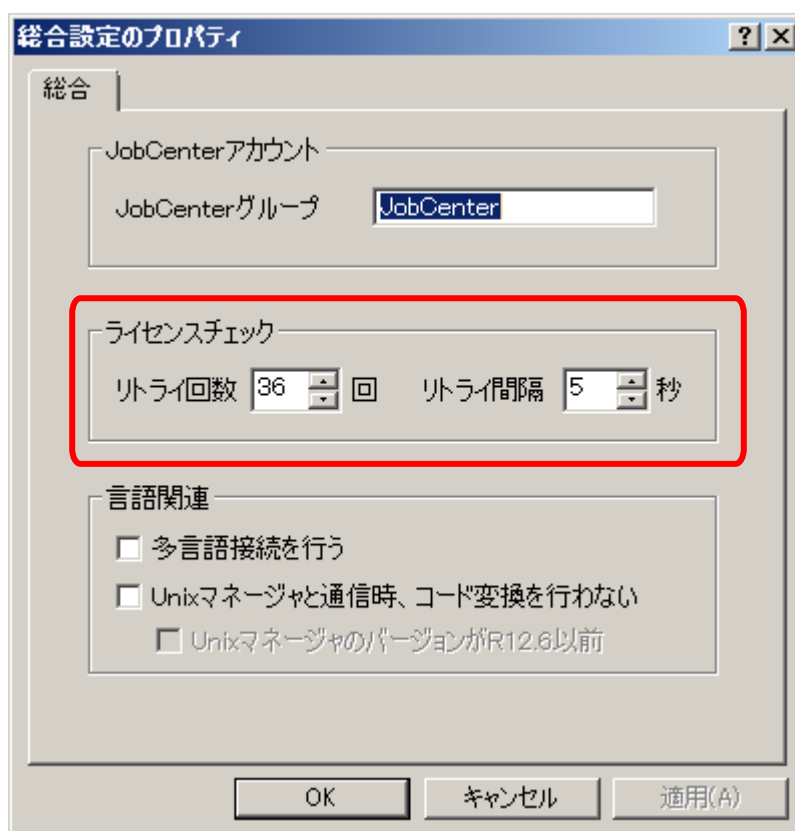 総合設定のプロパティ
総合
JobCenterアカウント
JobCenterグループ JobCenter
ライセンスチェック
リトライ回数 36 回 リトライ間隔 5 秒
言語関連
多言語接続を行う
Unixマネージャと通信時、コード変換を行わない
UnixマネージャのバージョンがR12.6以前
OK キャンセル 適用(A)